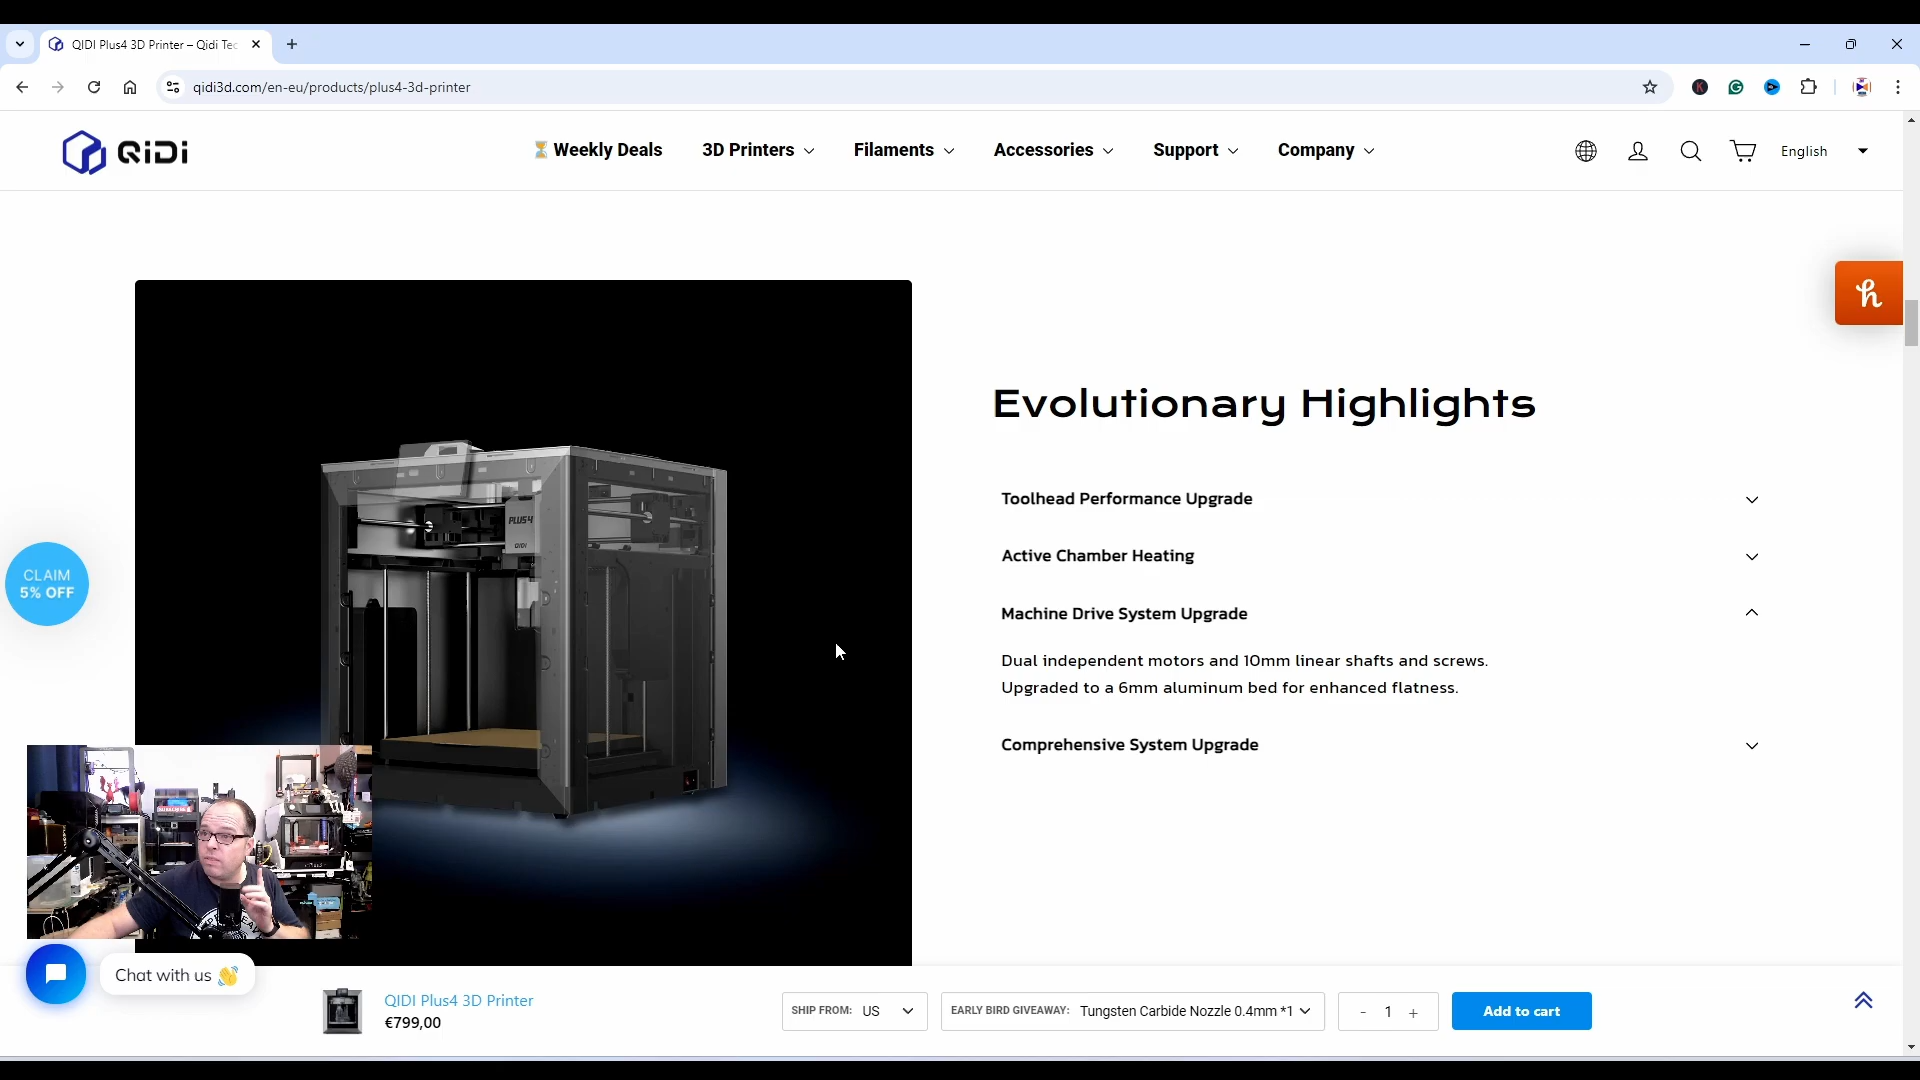 QIDI Plus4 3D Printer – Qidi Tec
qidi3d.com/en-eu/products/plus4-3d-printer
QIDI
⏳Weekly Deals
3D Printers
Filaments
Accessories
Support
Company
English
PLUS4
QIDI
Evolutionary Highlights
Toolhead Performance Upgrade
Active Chamber Heating
Machine Drive System Upgrade
Dual independent motors and 10mm linear shafts and screws.
Upgraded to a 6mm aluminum bed for enhanced flatness.
Comprehensive System Upgrade
CLAIM
5% OFF
Chat with us 👋
QIDI Plus4 3D Printer
€799,00
SHIP FROM: US
EARLY BIRD GIVEAWAY: Tungsten Carbide Nozzle 0.4mm *1
- 1 +
Add to cart